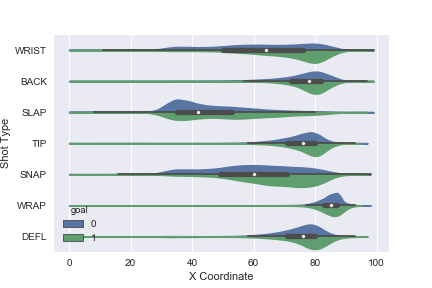 WRIST
BACK
SLAP
TIP
SNAP
WRAP
DEFL
Shot Type
goal
0
1
0 20 40 60 80 100
X Coordinate